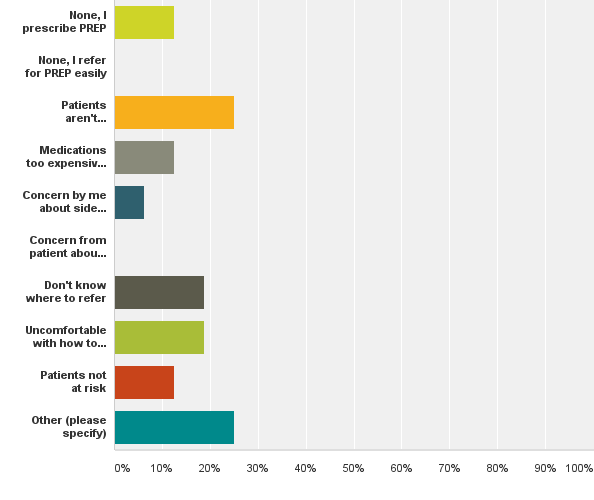 None, I
prescribe PREP
None, I refer
for PREP easily
Patients
aren't...
Medications
too expensiv...
Concern by me
about side...
Concern from
patient abou...
Don't know
where to refer
Uncomfortable
with how to...
Patients not
at risk
Other (please
specify)
0% 10% 20% 30% 40% 50% 60% 70% 80% 90% 100%